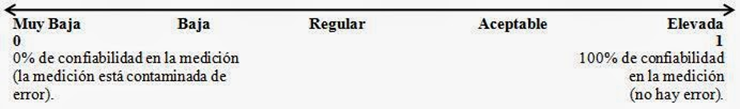 Muy Baja Baja Regular Aceptable Elevada
0 1
0% de confiabilidad en la medición 100% de confiabilidad
(la medición está contaminada de en la medición
error). (no hay error).